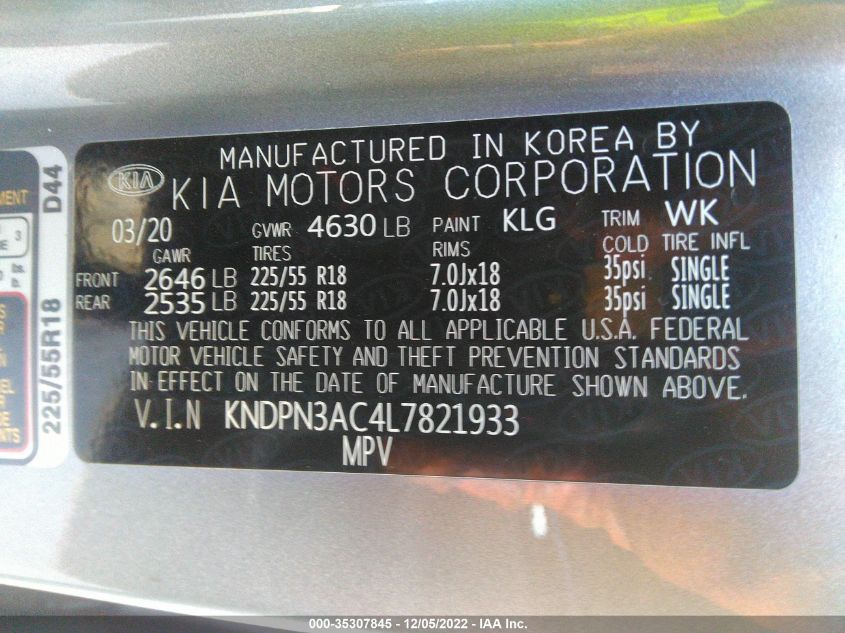 MANUFACTURED IN KOREA BY
KIA KIA MOTORS CORPORATION
03/20 GVWR 4630 LB PAINT KLG TRIM WK
GAWR TIRES RIMS COLD TIRE INFL
FRONT 2646 LB 225/55 R18 7.0Jx18 35psi SINGLE
REAR 2535 LB 225/55 R18 7.0Jx18 35psi SINGLE
THIS VEHICLE CONFORMS TO ALL APPLICABLE U.S.A. FEDERAL
MOTOR VEHICLE SAFETY AND THEFT PREVENTION STANDARDS
IN EFFECT ON THE DATE OF MANUFACTURE SHOWN ABOVE.
V.I.N KNDPN3AC4L7821933
MPV
225/55R18 D44
000-35307845 - 12/05/2022 - IAA Inc.